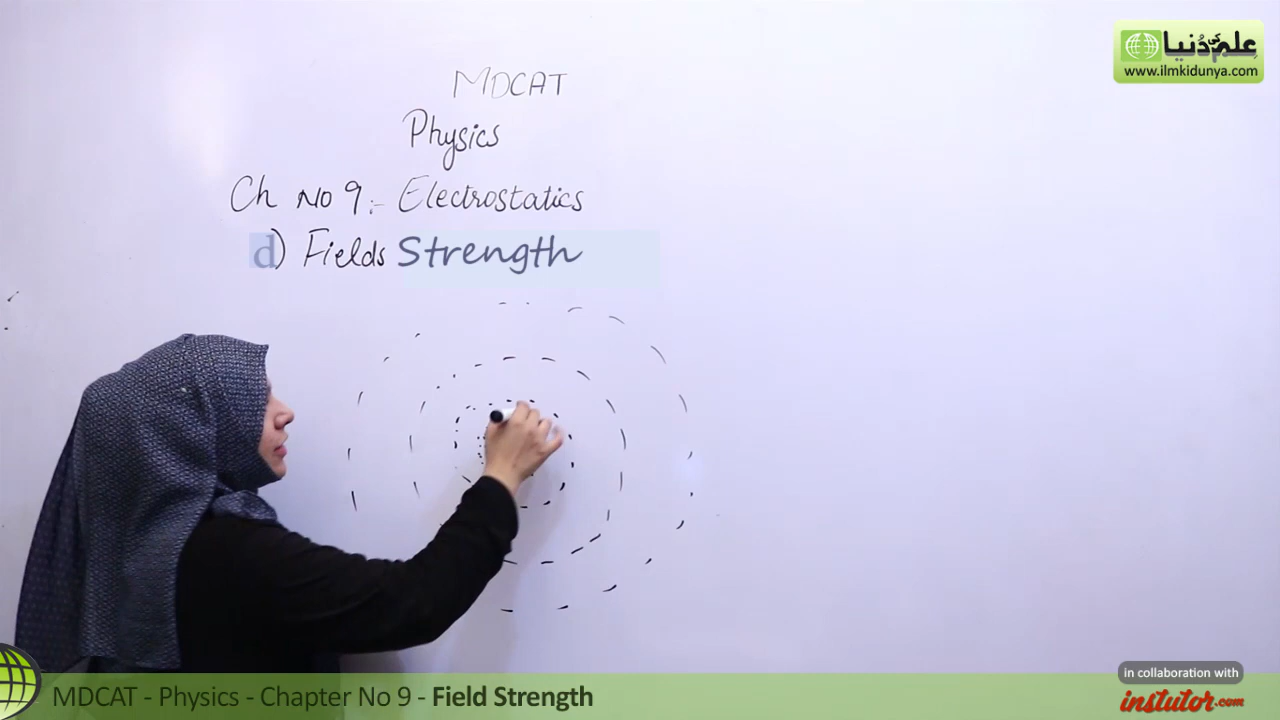 علم کی دُنیا
www.ilmkidunya.com
MDCAT
Physics
Ch No 9:- Electrostatics
d) Fields Strength
in collaboration with
instutor.com
MDCAT - Physics - Chapter No 9 - Field Strength